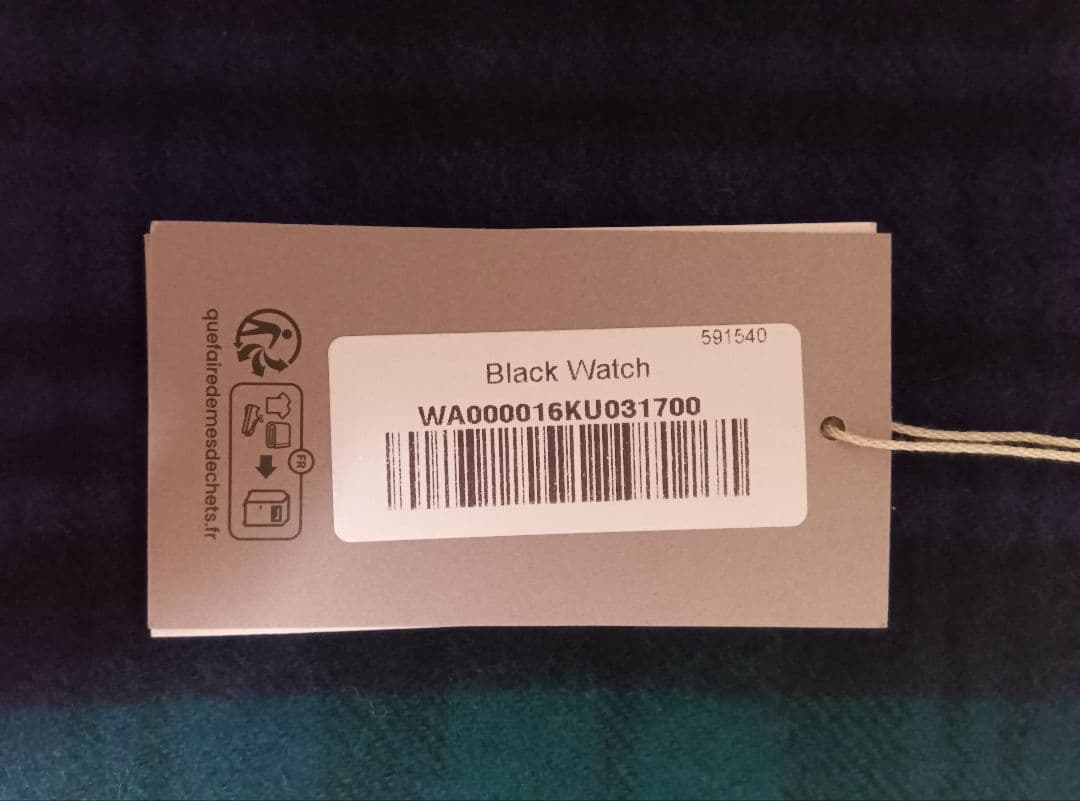 591540
Black Watch
WA000016KU031700
quefairedemesdechets.fr
FR